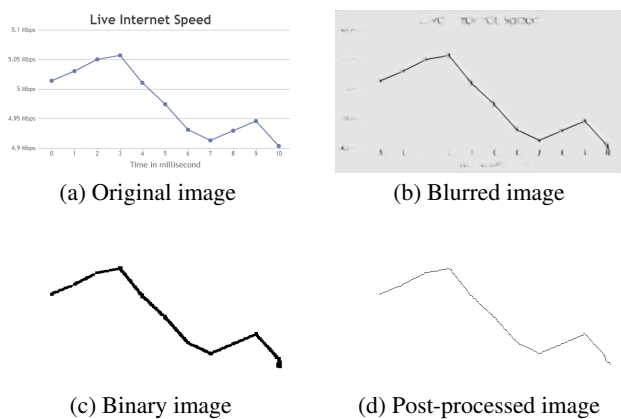 Live Internet Speed
5.1 Mbps
5.05 Mbps
5 Mbps
4.95 Mbps
4.9 Mbps
0 1 2 3 4 5 6 7 8 9 10
Time in millisecond
(a) Original image
(b) Blurred image
(c) Binary image
(d) Post-processed image